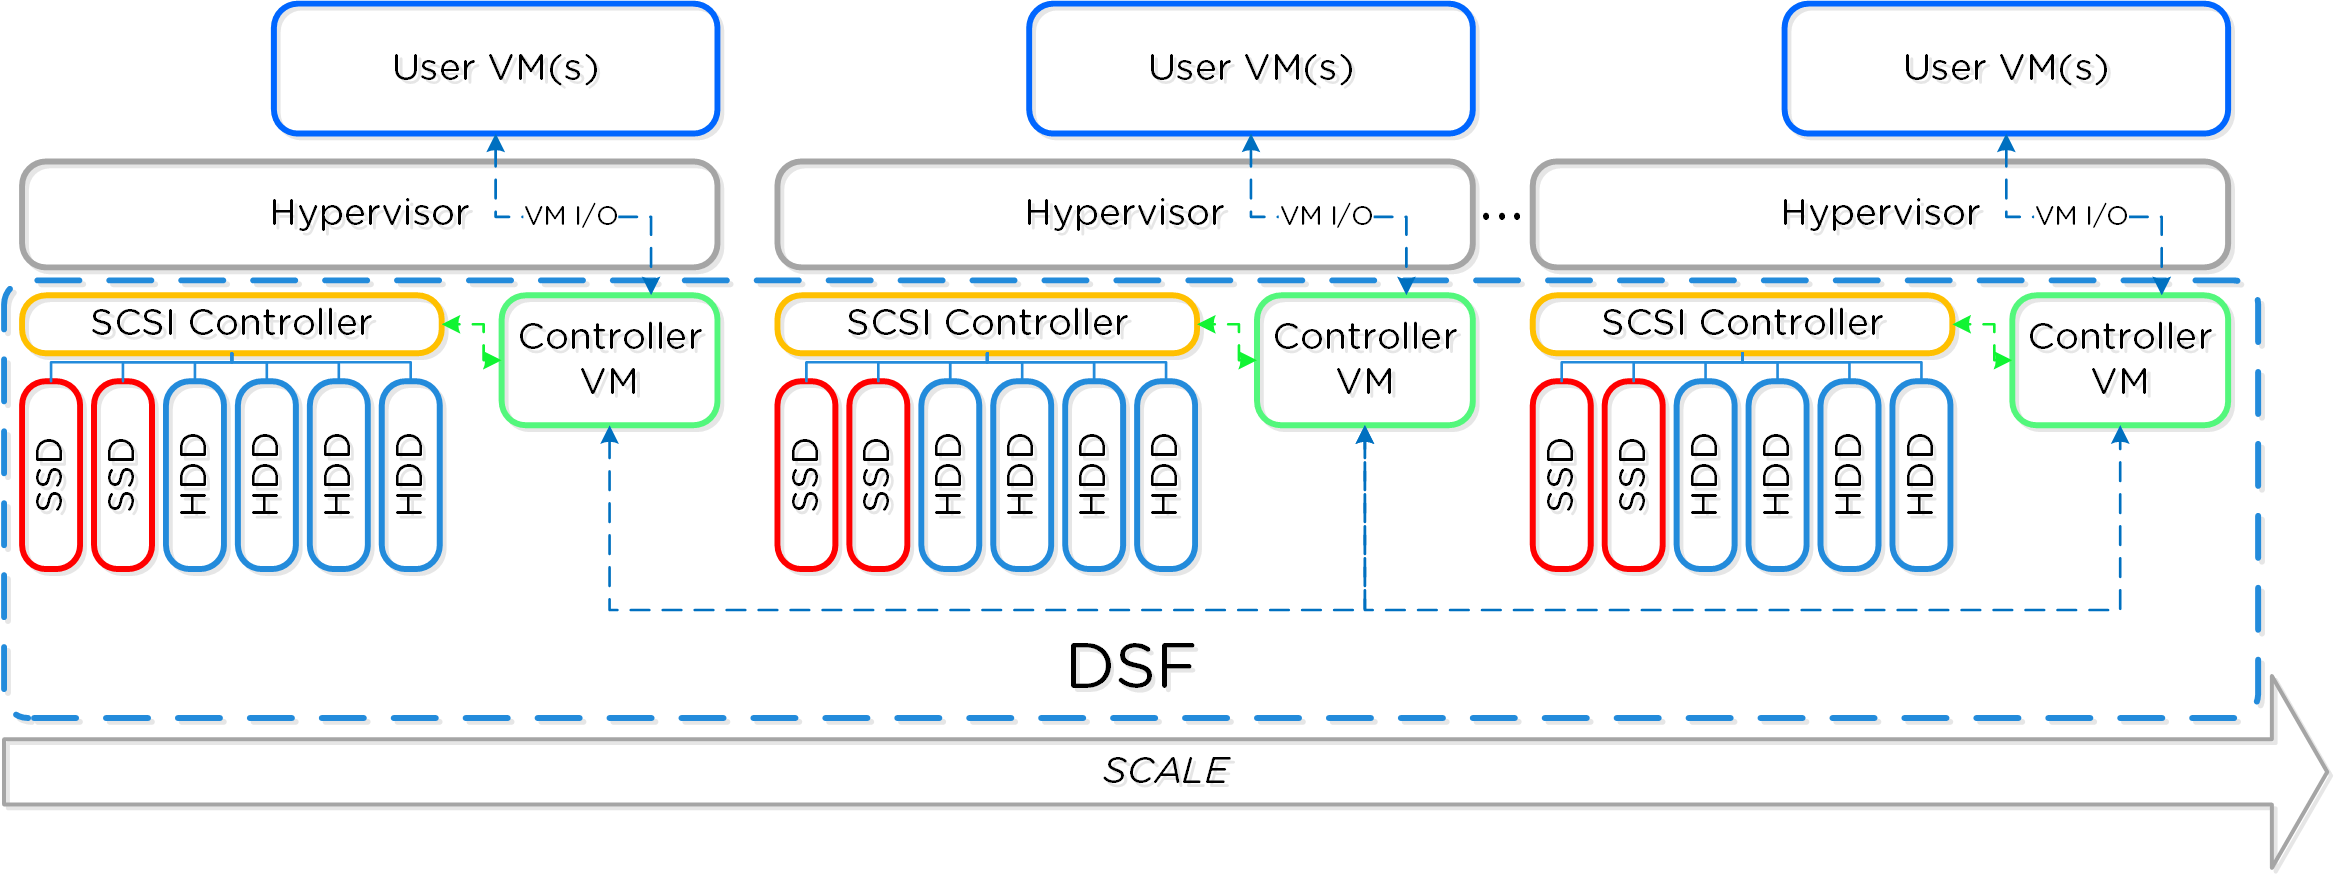 User VM(s)
User VM(s)
User VM(s)
Hypervisor
VM I/O
Hypervisor
VM I/O
...
Hypervisor
VM I/O
SCSI Controller
Controller
VM
SCSI Controller
Controller
VM
SCSI Controller
Controller
VM
SSD
SSD
HDD
HDD
HDD
HDD
SSD
SSD
HDD
HDD
HDD
HDD
SSD
SSD
HDD
HDD
HDD
HDD
DSF
SCALE